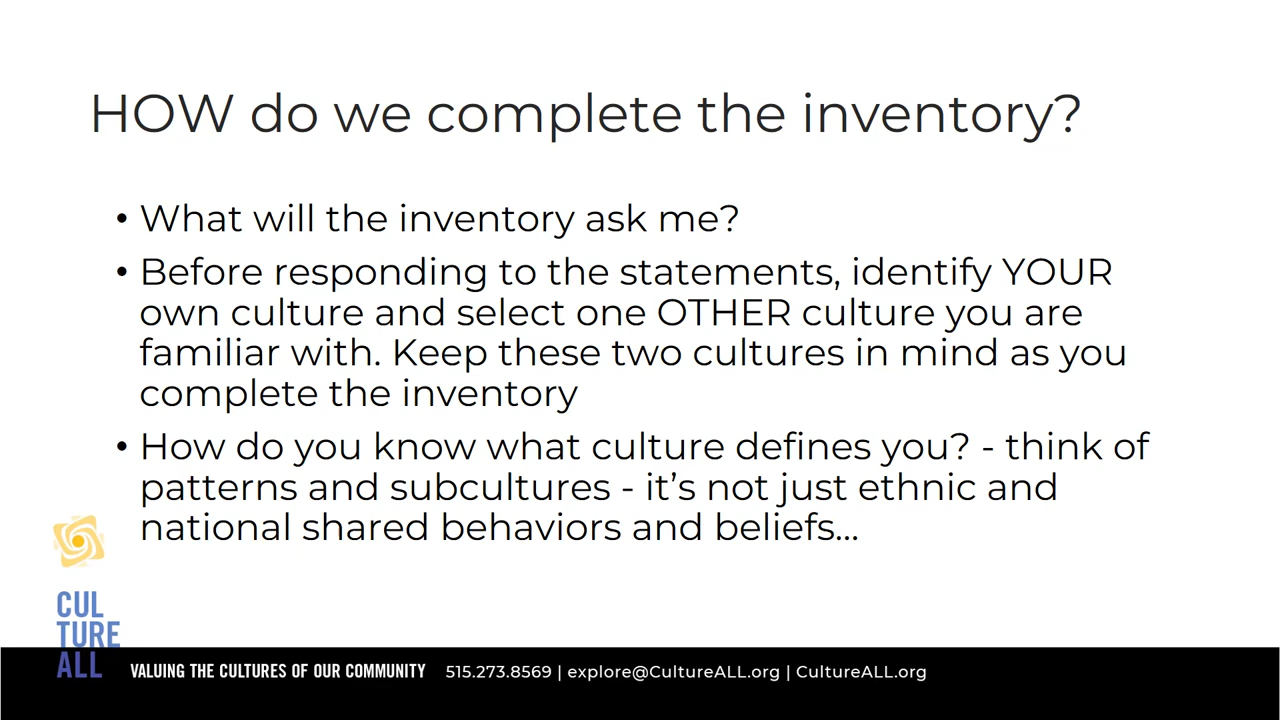 HOW do we complete the inventory?
• What will the inventory ask me?
• Before responding to the statements, identify YOUR
own culture and select one OTHER culture you are
familiar with. Keep these two cultures in mind as you
complete the inventory
• How do you know what culture defines you? - think of
patterns and subcultures - it’s not just ethnic and
national shared behaviors and beliefs...
CUL
TURE
ALL
VALUING THE CULTURES OF OUR COMMUNITY 515.273.8569 | explore@CultureALL.org | CultureALL.org